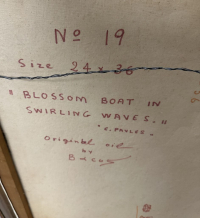 Nº 19
Size 24 x 36
" BLOSSOM BOAT IN
SWIRLING WAVES. "
Original oil
by